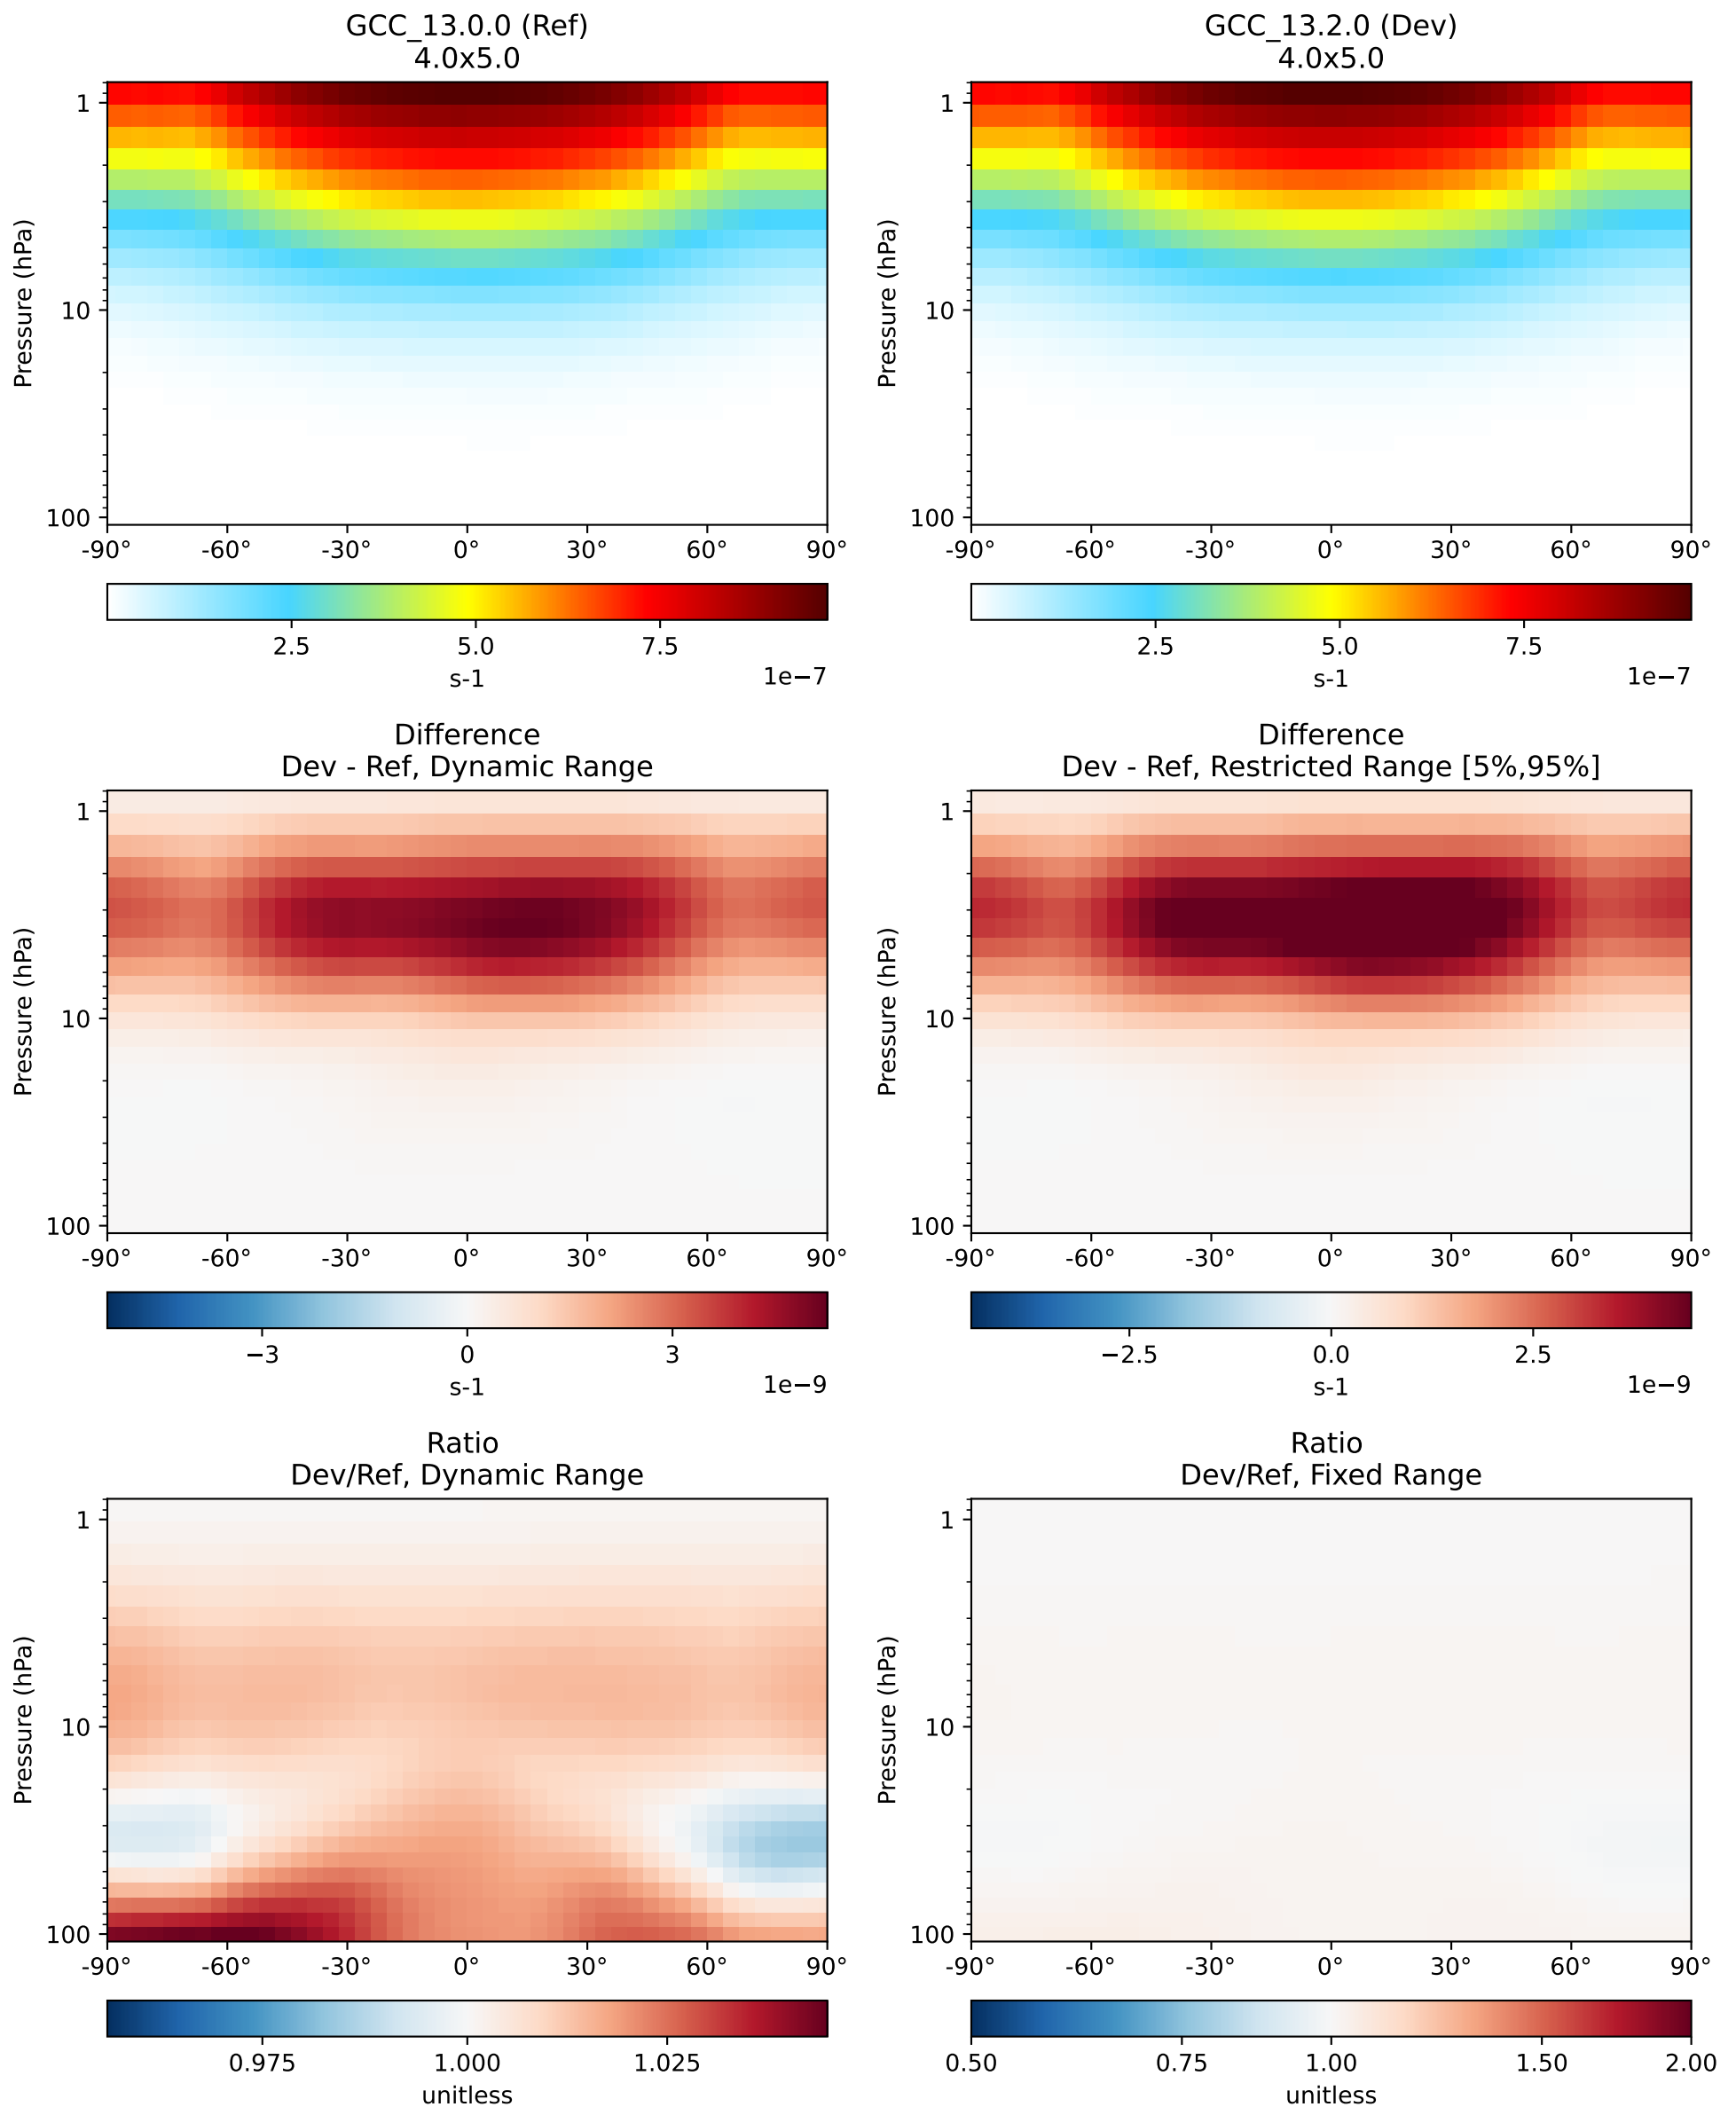 GCC_13.0.0 (Ref)
4.0x5.0
Pressure (hPa)
1
10
100
-90° -60° -30° 0° 30° 60° 90°
2.5 5.0 7.5
s-1
1e−7
GCC_13.2.0 (Dev)
4.0x5.0
Pressure (hPa)
1
10
100
-90° -60° -30° 0° 30° 60° 90°
2.5 5.0 7.5
s-1
1e−7
Difference
Dev - Ref, Dynamic Range
Pressure (hPa)
1
10
100
-90° -60° -30° 0° 30° 60° 90°
−3 0 3
s-1
1e−9
Difference
Dev - Ref, Restricted Range [5%,95%]
Pressure (hPa)
1
10
100
-90° -60° -30° 0° 30° 60° 90°
−2.5 0.0 2.5
s-1
1e−9
Ratio
Dev/Ref, Dynamic Range
Pressure (hPa)
1
10
100
-90° -60° -30° 0° 30° 60° 90°
0.975 1.000 1.025
unitless
Ratio
Dev/Ref, Fixed Range
Pressure (hPa)
1
10
100
-90° -60° -30° 0° 30° 60° 90°
0.50 0.75 1.00 1.50 2.00
unitless